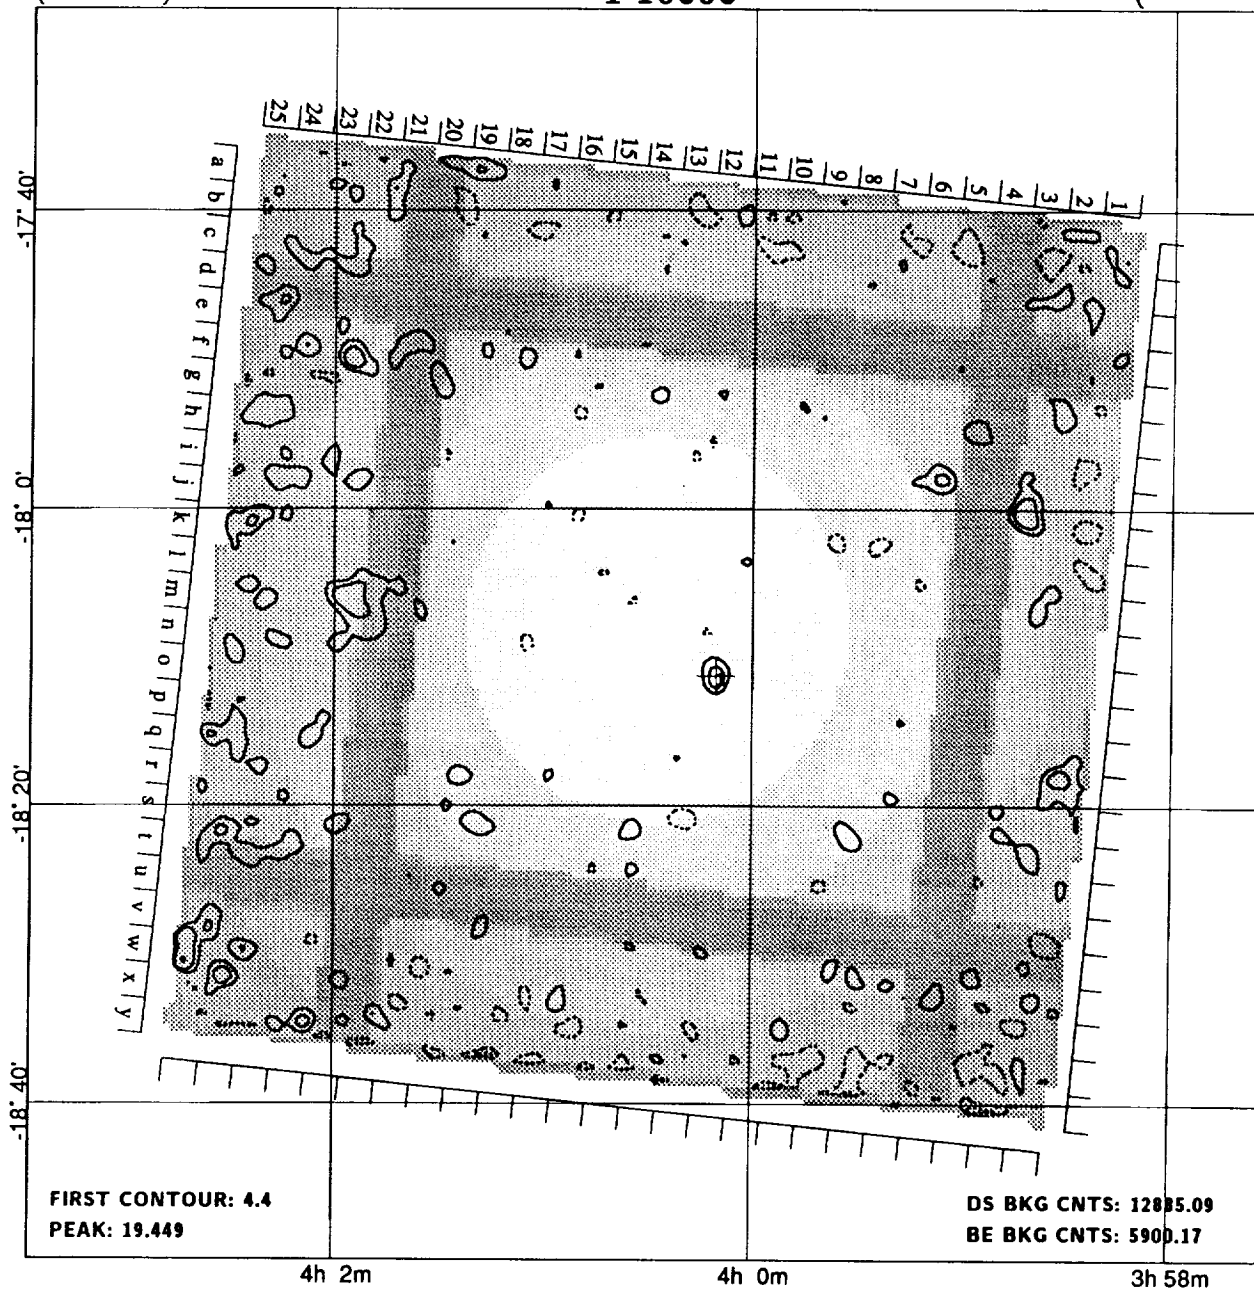 25 24 23 22 21 20 19 18 17 16 15 14 13 12 11 10 9 8 7 6 5 4 3 2 1
a b c d e f g h i j k l m n o p q r s t u v w x y
-17° 40'
-18° 0'
-18° 20'
-18° 40'
FIRST CONTOUR: 4.4
PEAK: 19.449
DS BKG CNTS: 12885.09
BE BKG CNTS: 5900.17
4h 2m 4h 0m 3h 58m